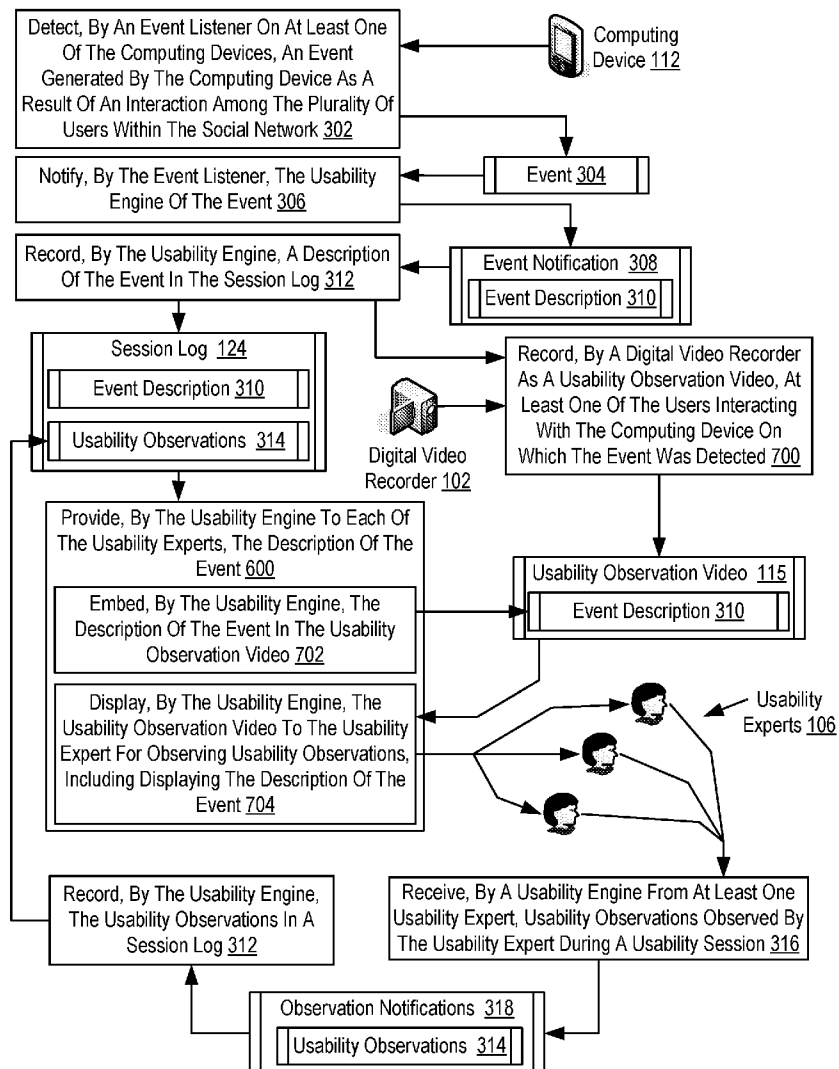 Detect, By An Event Listener On At Least One
Of The Computing Devices, An Event
Generated By The Computing Device As A
Result Of An Interaction Among The Plurality Of
Users Within The Social Network 302
Computing
Device 112
Event 304
Notify, By The Event Listener, The Usability
Engine Of The Event 306
Event Notification 308
Event Description 310
Record, By The Usability Engine, A Description
Of The Event In The Session Log 312
Session Log 124
Event Description 310
Usability Observations 314
Digital Video
Recorder 102
Record, By A Digital Video Recorder
As A Usability Observation Video, At
Least One Of The Users Interacting
With The Computing Device On
Which The Event Was Detected 700
Provide, By The Usability Engine To Each Of
The Usability Experts, The Description Of The
Event 600
Embed, By The Usability Engine, The
Description Of The Event In The Usability
Observation Video 702
Usability Observation Video 115
Event Description 310
Display, By The Usability Engine, The
Usability Observation Video To The Usability
Expert For Observing Usability Observations,
Including Displaying The Description Of The
Event 704
Usability
Experts 106
Receive, By A Usability Engine From At Least One
Usability Expert, Usability Observations Observed By
The Usability Expert During A Usability Session 316
Record, By The Usability Engine,
The Usability Observations In A
Session Log 312
Observation Notifications 318
Usability Observations 314